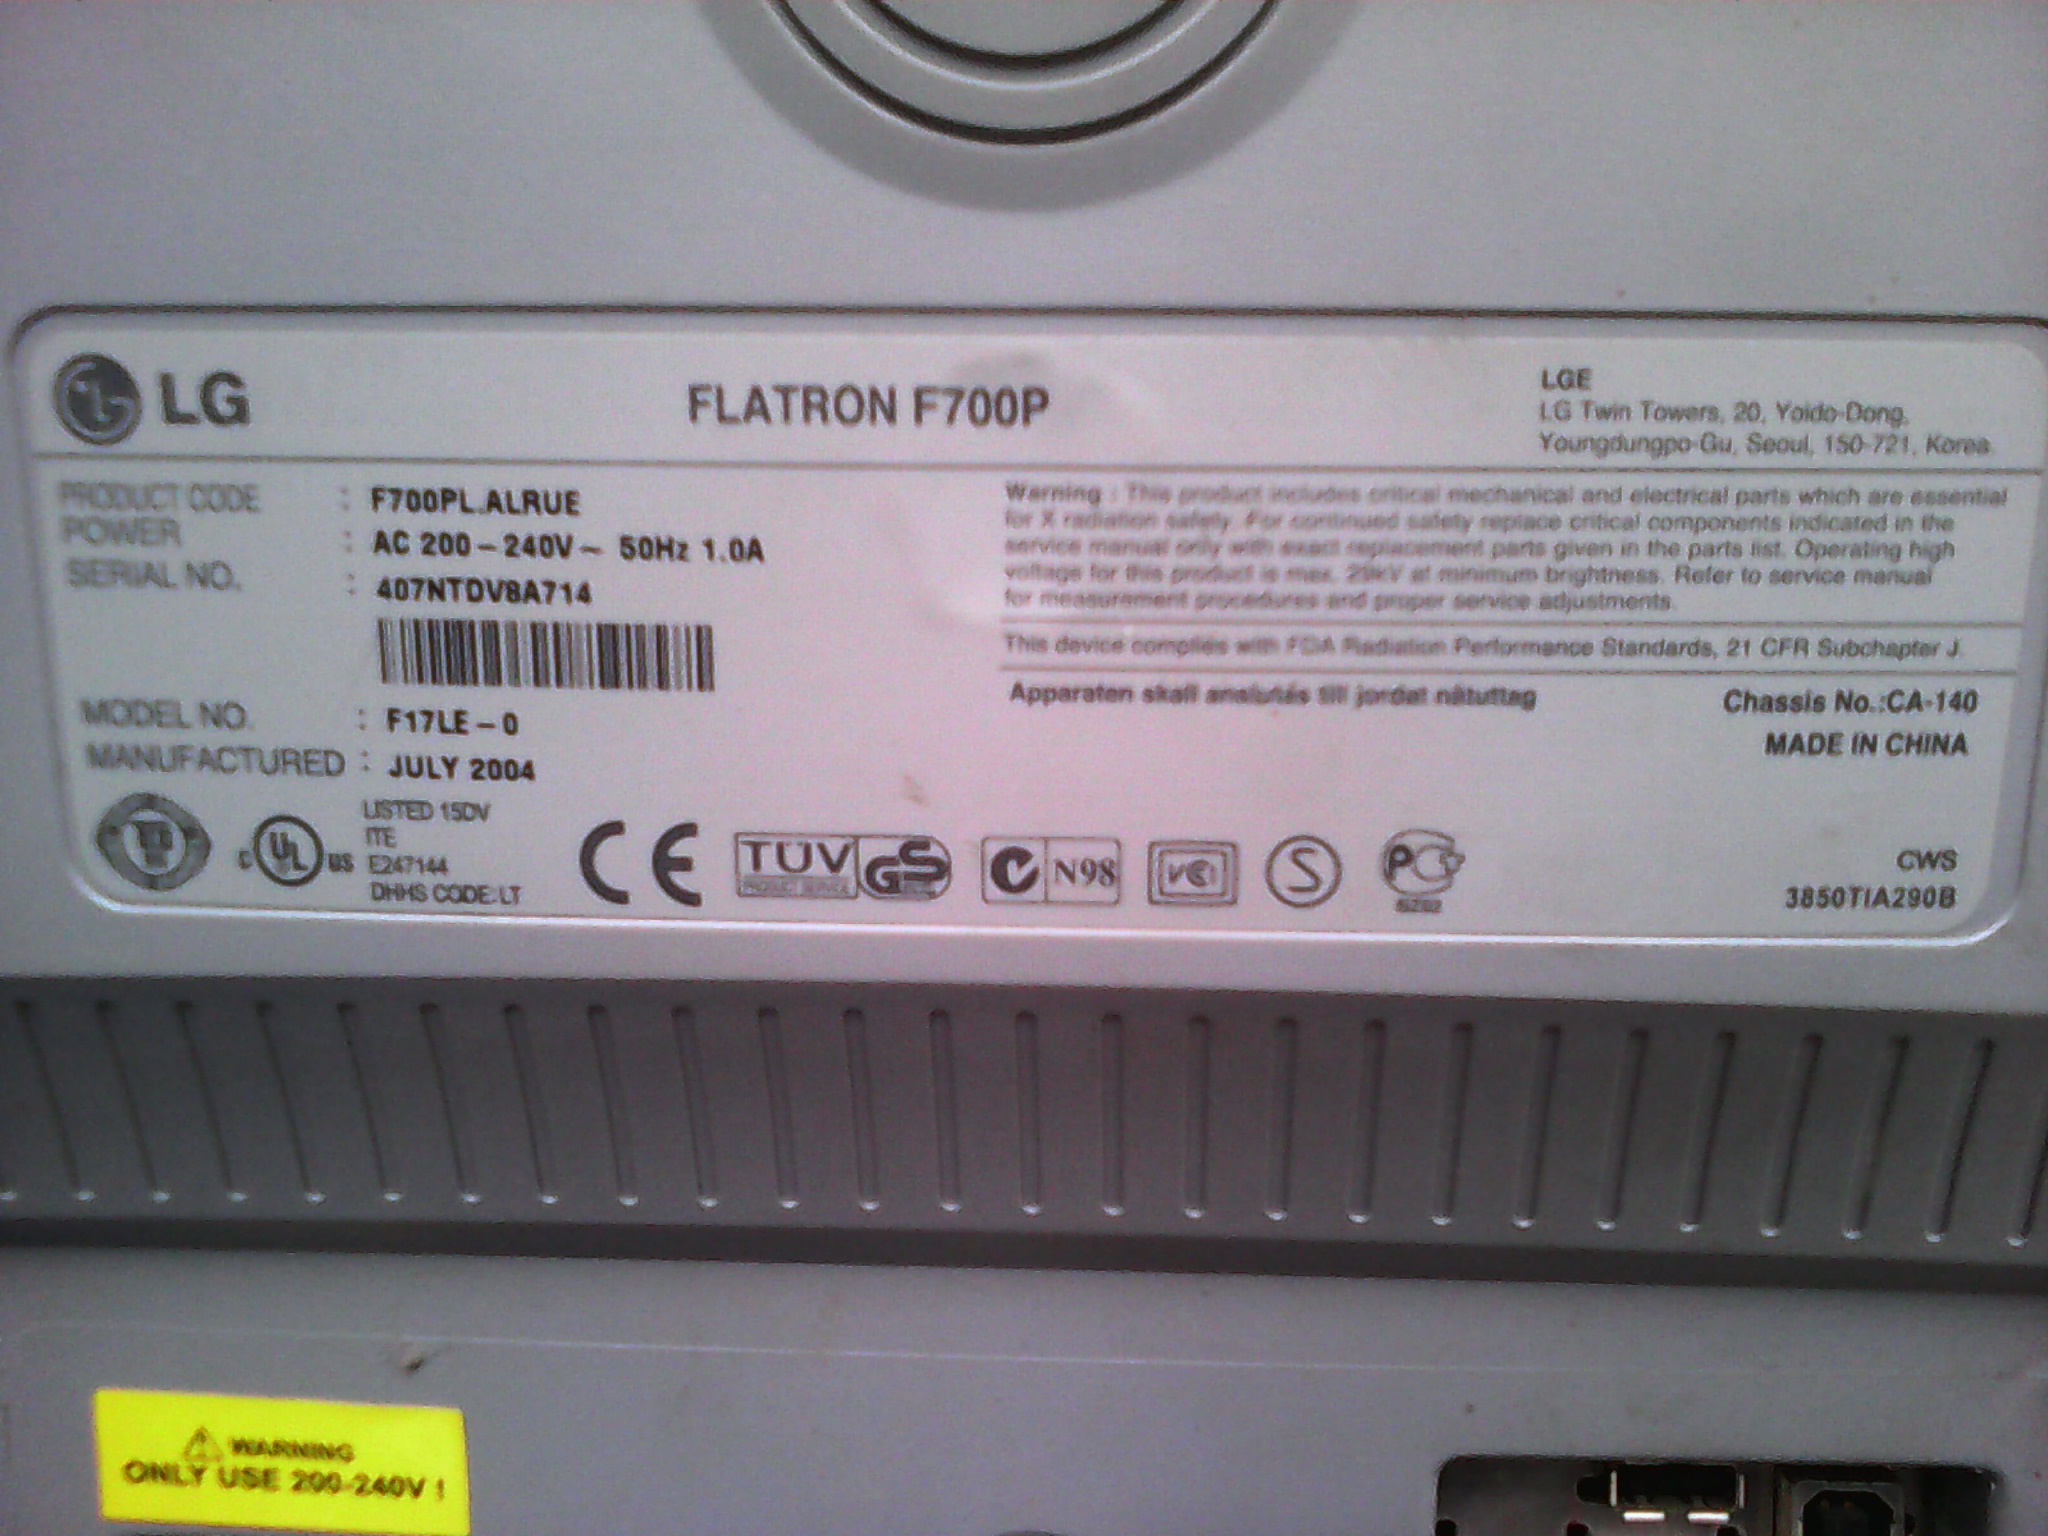 LG
FLATRON F700P
LGE
LG Twin Towers, 20, Yoido-Dong,
Youngdungpo-Gu, Seoul, 150-721, Korea
PRODUCT CODE : F700PL.ALRUE
POWER : AC 200-240V~ 50Hz 1.0A
SERIAL NO. : 407NTDV8A714
MODEL NO. : F17LE-0
MANUFACTURED : JULY 2004
Warning : This product includes critical mechanical and electrical parts which are essential
for X radiation safety. For continued safety replace critical components indicated in the
service manual only with exact replacement parts given in the parts list. Operating high
voltage for this product is max. 29kV at minimum brightness. Refer to service manual
for measurement procedures and proper service adjustments.
This device complies with FDA Radiation Performance Standards, 21 CFR Subchapter J.
Apparaten skall anslutas till jordat nätuttag
Chassis No.:CA-140
MADE IN CHINA
C UL US
LISTED 15DV
ITE
E247144
DHHS CODE:LT
CE
TÜV
PRODUCT SERVICE
GS
N98
VCI
S
PC
CWS
3850TIA290B
WARNING
ONLY USE 200-240V !